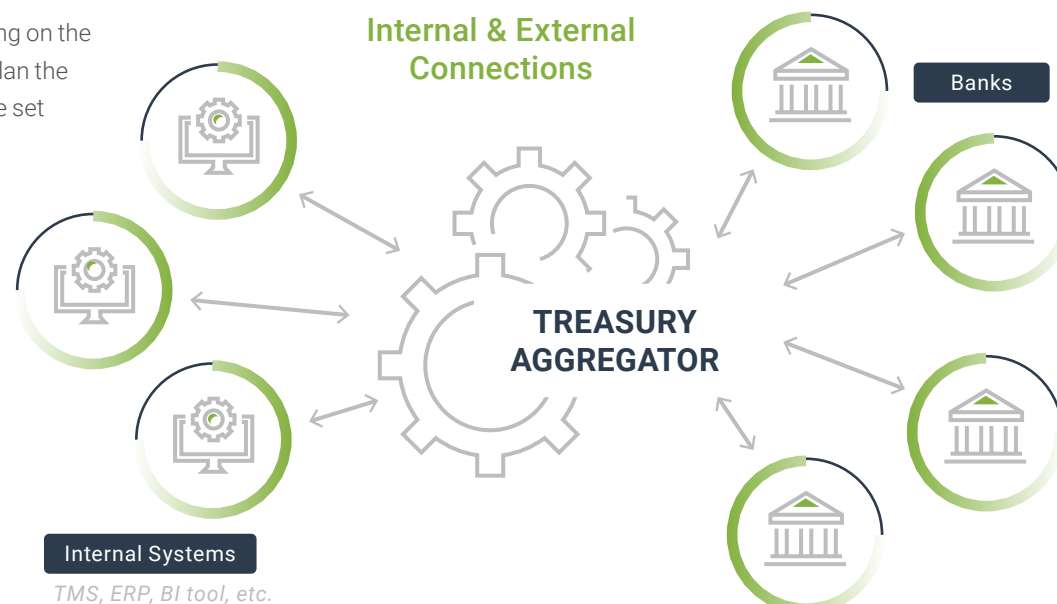 ng on the
lan the
e set
Internal & External
Connections
Banks
TREASURY
AGGREGATOR
Internal Systems
TMS, ERP, BI tool, etc.